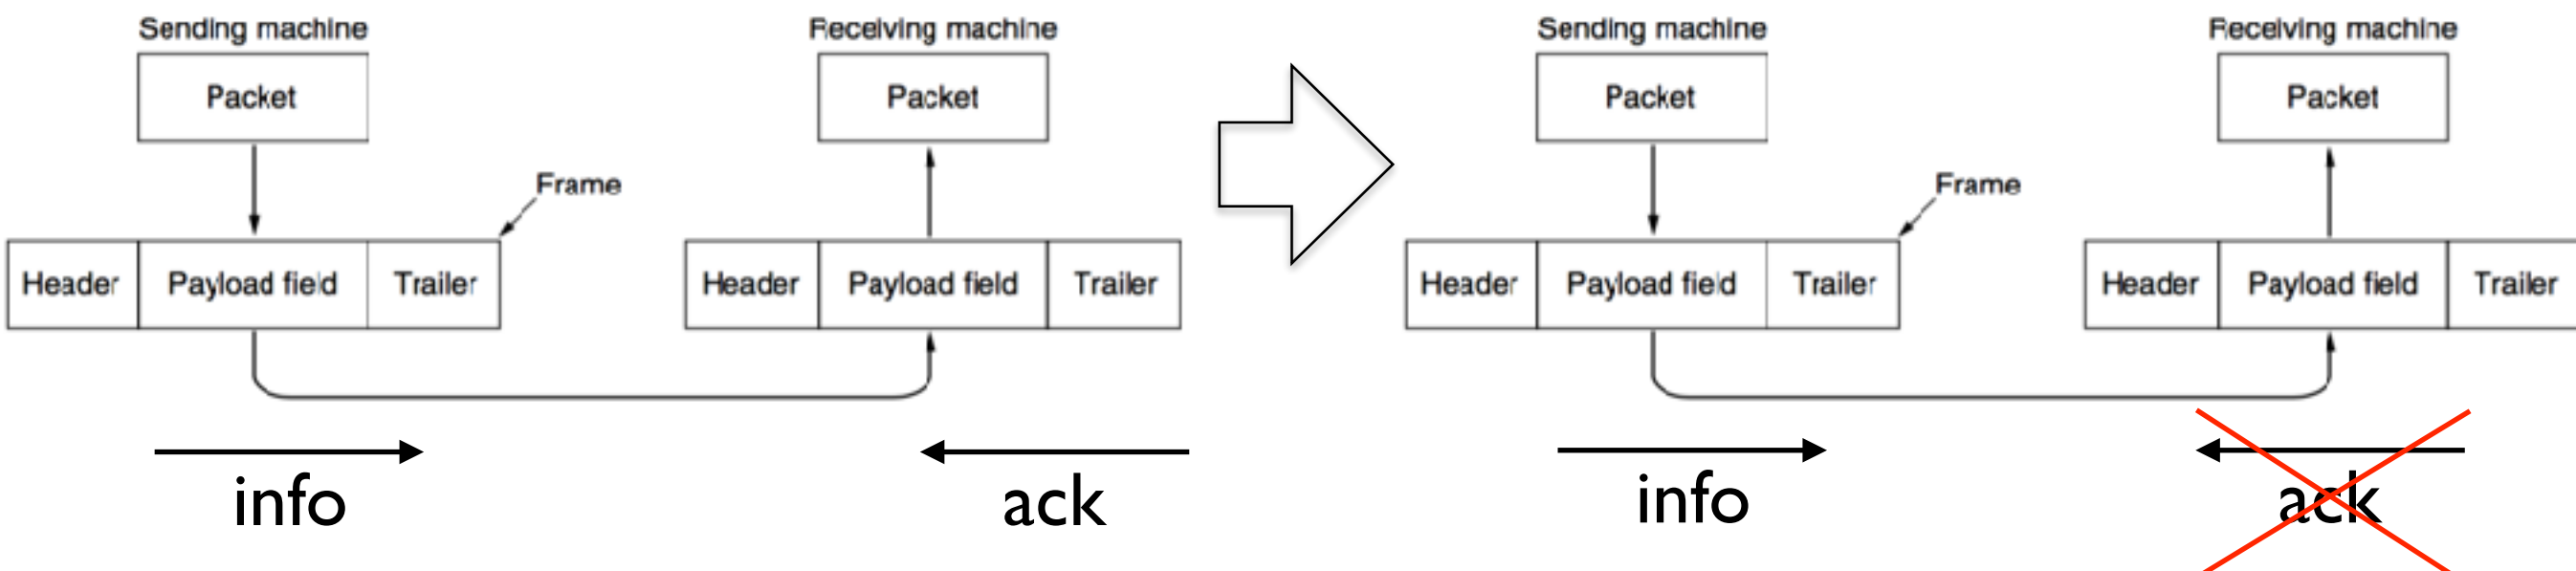 Sending machine
Receiving machine
Packet
Packet
Frame
Header
Payload field
Trailer
Header
Payload field
Trailer
info
ack
Sending machine
Receiving machine
Packet
Packet
Frame
Header
Payload field
Trailer
Header
Payload field
Trailer
info
ack